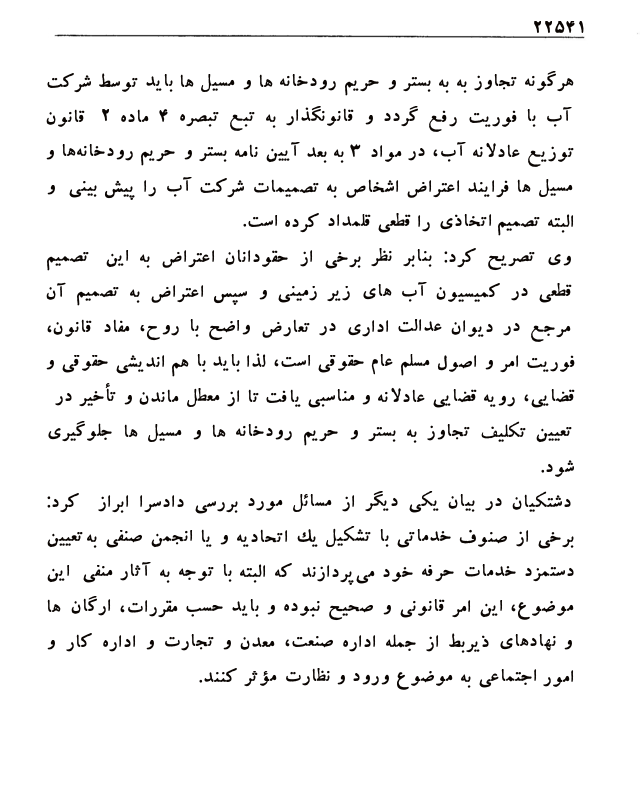 ۲۲۵۴۱
هرگونه تجاوز به به بستر و حریم رودخانه ها و مسیل ها باید توسط شرکت
آب با فوریت رفع گردد و قانونگذار به تبع تبصره ۴ ماده ۲ قانون
توزیع عادلانه آب، در مواد ۳ به بعد آیین نامه بستر و حریم رودخانه‌ها و
مسیل ها فرایند اعتراض اشخاص به تصمیمات شرکت آب را پیش بینی و
البته تصمیم اتخاذی را قطعی قلمداد کرده است.
وی تصریح کرد: بنابر نظر برخی از حقودانان اعتراض به این تصمیم
قطعی در کمیسیون آب های زیر زمینی و سپس اعتراض به تصمیم آن
مرجع در دیوان عدالت اداری در تعارض واضح با روح، مفاد قانون،
فوریت امر و اصول مسلم عام حقوقی است، لذا باید با هم اندیشی حقوقی و
قضایی، رویه قضایی عادلانه و مناسبی یافت تا از معطل ماندن و تأخیر در
تعیین تکلیف تجاوز به بستر و حریم رودخانه ها و مسیل ها جلوگیری
شود.
دشتکیان در بیان یکی دیگر از مسائل مورد بررسی دادسرا ابراز کرد:
برخی از صنوف خدماتی با تشکیل یك اتحادیه و یا انجمن صنفی به تعیین
دستمزد خدمات حرفه خود می‌پردازند که البته با توجه به آثار منفی این
موضوع، این امر قانونی و صحیح نبوده و باید حسب مقررات، ارگان ها
و نهادهای ذیربط از جمله اداره صنعت، معدن و تجارت و اداره کار و
امور اجتماعی به موضوع ورود و نظارت مؤثر کنند.